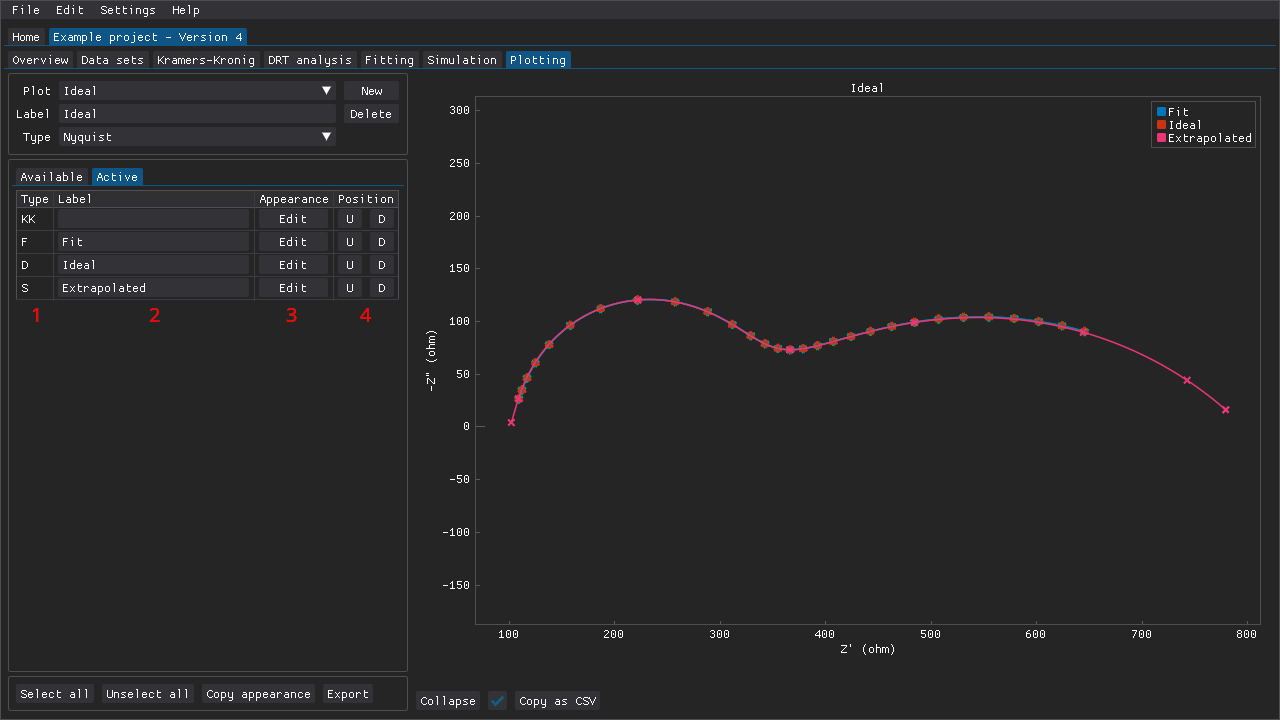 File Edit Settings Help
Home Example project - Version 4
Overview Data sets Kramers-Kronig DRT analysis Fitting Simulation Plotting
Plot Ideal New
Label Ideal Delete
Type Nyquist
Available Active
Type Label Appearance Position
KK Edit U D
F Fit Edit U D
D Ideal Edit U D
S Extrapolated Edit U D
1 2 3 4
Select all Unselect all Copy appearance Export
Ideal
Fit
Ideal
Extrapolated
300
250
200
150
100
50
0
-50
-100
-150
-Z" (ohm)
100 200 300 400 500 600 700 800
Z' (ohm)
Collapse Copy as CSV